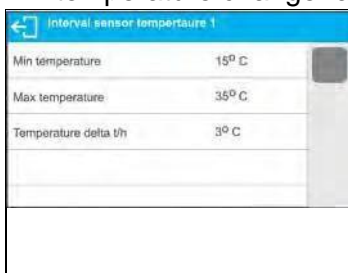 Interval sensor tempertaure 1
Min temperature 15º C
Max temperature 35º C
Temperature delta t/h 3º C